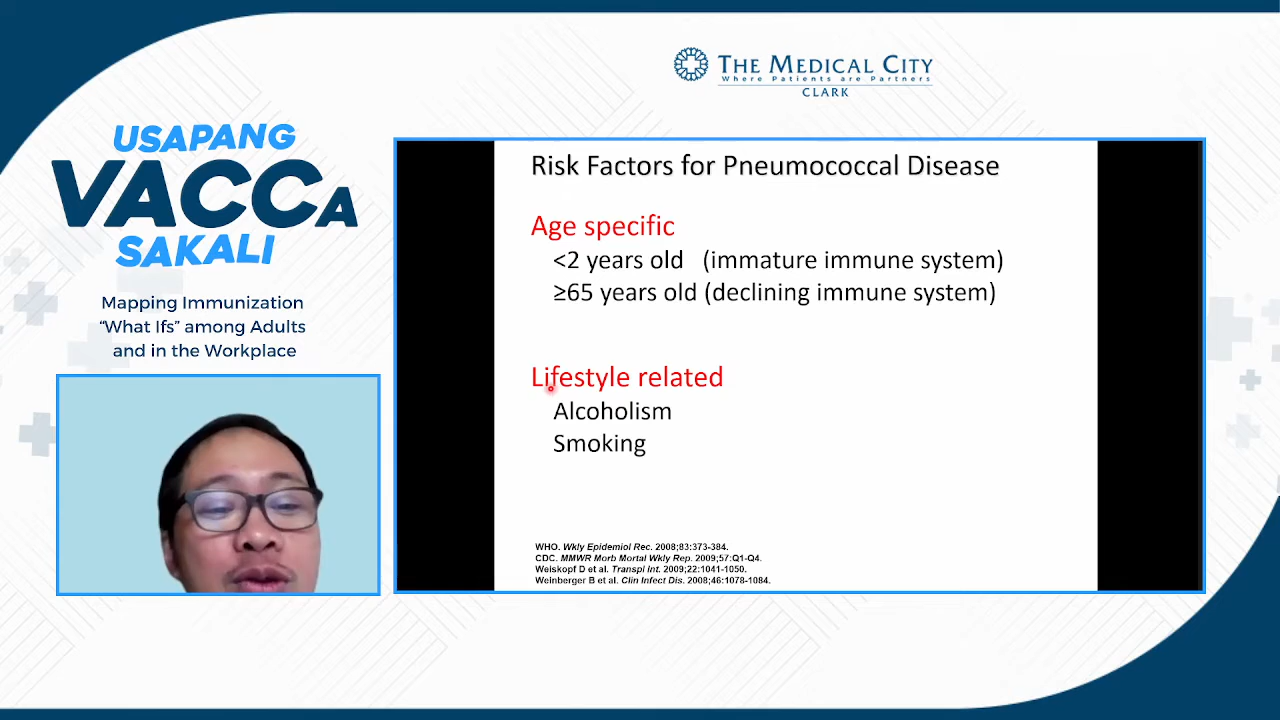 THE MEDICAL CITY
Where Patients are Partners
CLARK
USAPANG
VACCA
SAKALI
Mapping Immunization
“What Ifs” among Adults
and in the Workplace
Risk Factors for Pneumococcal Disease
Age specific
<2 years old (immature immune system)
≥65 years old (declining immune system)
Lifestyle related
Alcoholism
Smoking
WHO. Wkly Epidemiol Rec. 2008;83:373-384.
CDC. MMWR Morb Mortal Wkly Rep. 2009;57:Q1-Q4.
Weiskopf D et al. Transpl Int. 2009;22:1041-1050.
Weinberger B et al. Clin Infect Dis. 2008;46:1078-1084.